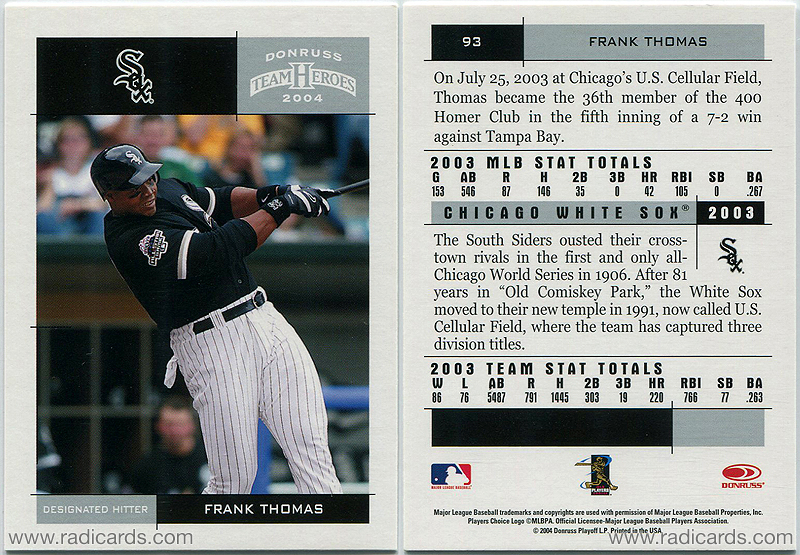 Sox
DONRUSS
TEAM HEROES
2004
DESIGNATED HITTER
FRANK THOMAS
www.radicards.com
93
FRANK THOMAS
On July 25, 2003 at Chicago's U.S. Cellular Field,
Thomas became the 36th member of the 400
Homer Club in the fifth inning of a 7-2 win
against Tampa Bay.
2003 MLB STAT TOTALS
G AB R H 2B 3B HR RBI SB BA
153 546 87 146 35 0 42 105 0 .267
CHICAGO WHITE SOX® 2003
The South Siders ousted their cross-
town rivals in the first and only all-
Chicago World Series in 1906. After 81
years in “Old Comiskey Park,” the White Sox
moved to their new temple in 1991, now called U.S.
Cellular Field, where the team has captured three
division titles.
Sox
2003 TEAM STAT TOTALS
W L AB R H 2B 3B HR RBI SB BA
86 76 5487 791 1445 303 19 220 766 77 .263
MAJOR LEAGUE BASEBALL
PLAYERS
DONRUSS
Major League Baseball trademarks and copyrights are used with permission of Major League Baseball Properties, Inc.
Players Choice Logo ©MLBPA. Official Licensee-Major League Baseball Players Association.
© 2004 Donruss Playoff L.P. Printed in the USA
www.radicards.com